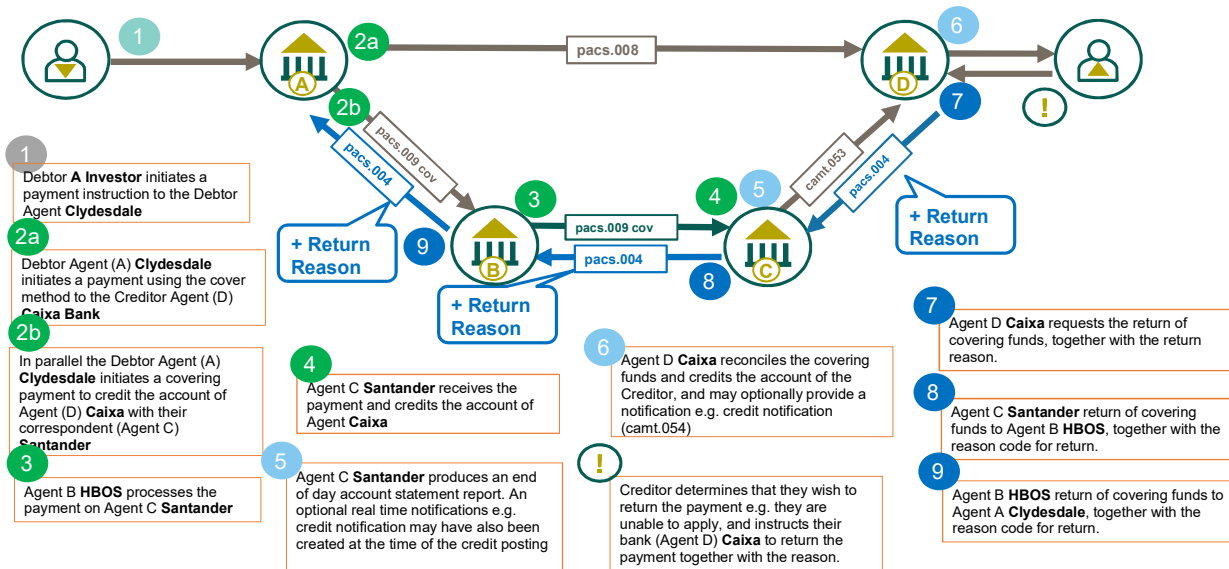 1
2a
pacs.008
6
A
D
2b
pacs.009 cov
pacs.004
camt.053
pacs.004
7
!
+ Return
Reason
3
pacs.009 cov
4
5
9
B
pacs.004
8
C
+ Return
Reason
+ Return
Reason
1
Debtor A Investor initiates a
payment instruction to the Debtor
Agent Clydesdale
2a
Debtor Agent (A) Clydesdale
initiates a payment using the cover
method to the Creditor Agent (D)
Caixa Bank
2b
In parallel the Debtor Agent (A)
Clydesdale initiates a covering
payment to credit the account of
Agent (D) Caixa with their
correspondent (Agent C)
Santander
3
Agent B HBOS processes the
payment on Agent C Santander
4
Agent C Santander receives the
payment and credits the account of
Agent Caixa
5
Agent C Santander produces an end
of day account statement report. An
optional real time notifications e.g.
credit notification may have also been
created at the time of the credit posting
6
Agent D Caixa reconciles the covering
funds and credits the account of the
Creditor, and may optionally provide a
notification e.g. credit notification
(camt.054)
!
Creditor determines that they wish to
return the payment e.g. they are
unable to apply, and instructs their
bank (Agent D) Caixa to return the
payment together with the reason.
7
Agent D Caixa requests the return of
covering funds, together with the return
reason.
8
Agent C Santander return of covering
funds to Agent B HBOS, together with the
reason code for return.
9
Agent B HBOS return of covering funds to
Agent A Clydesdale, together with the
reason code for return.